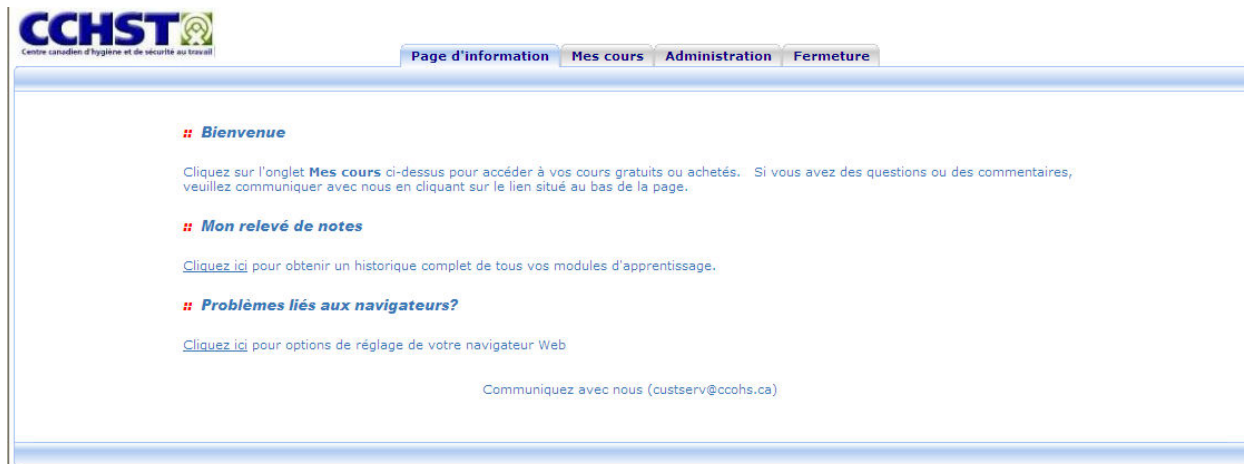 CCHST
Centre canadien d'hygiène et de sécurité au travail
Page d'information Mes cours Administration Fermeture
:: Bienvenue
Cliquez sur l'onglet Mes cours ci-dessus pour accéder à vos cours gratuits ou achetés. Si vous avez des questions ou des commentaires,
veuillez communiquer avec nous en cliquant sur le lien situé au bas de la page.
:: Mon relevé de notes
Cliquez ici pour obtenir un historique complet de tous vos modules d'apprentissage.
:: Problèmes liés aux navigateurs?
Cliquez ici pour options de réglage de votre navigateur Web
Communiquez avec nous (custserv@ccohs.ca)